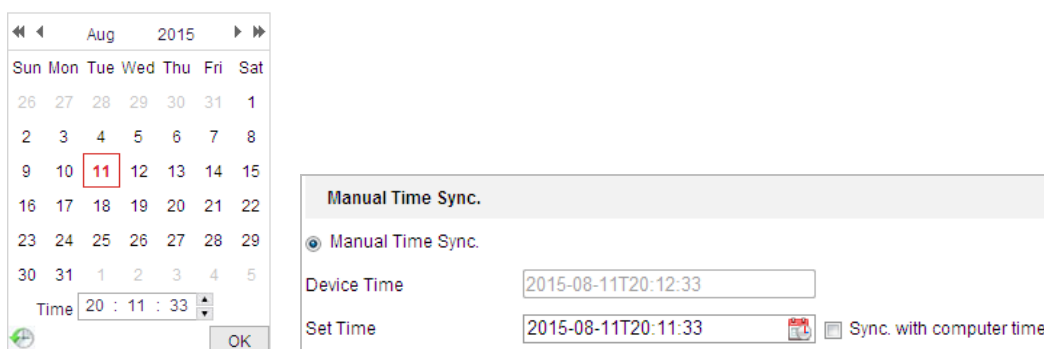 Aug 2015
Sun Mon Tue Wed Thu Fri Sat
26 27 28 29 30 31 1
2 3 4 5 6 7 8
9 10 11 12 13 14 15
16 17 18 19 20 21 22
23 24 25 26 27 28 29
30 31 1 2 3 4 5
Time 20 : 11 : 33
OK
Manual Time Sync.
Manual Time Sync.
Device Time 2015-08-11T20:12:33
Set Time 2015-08-11T20:11:33 Sync. with computer time